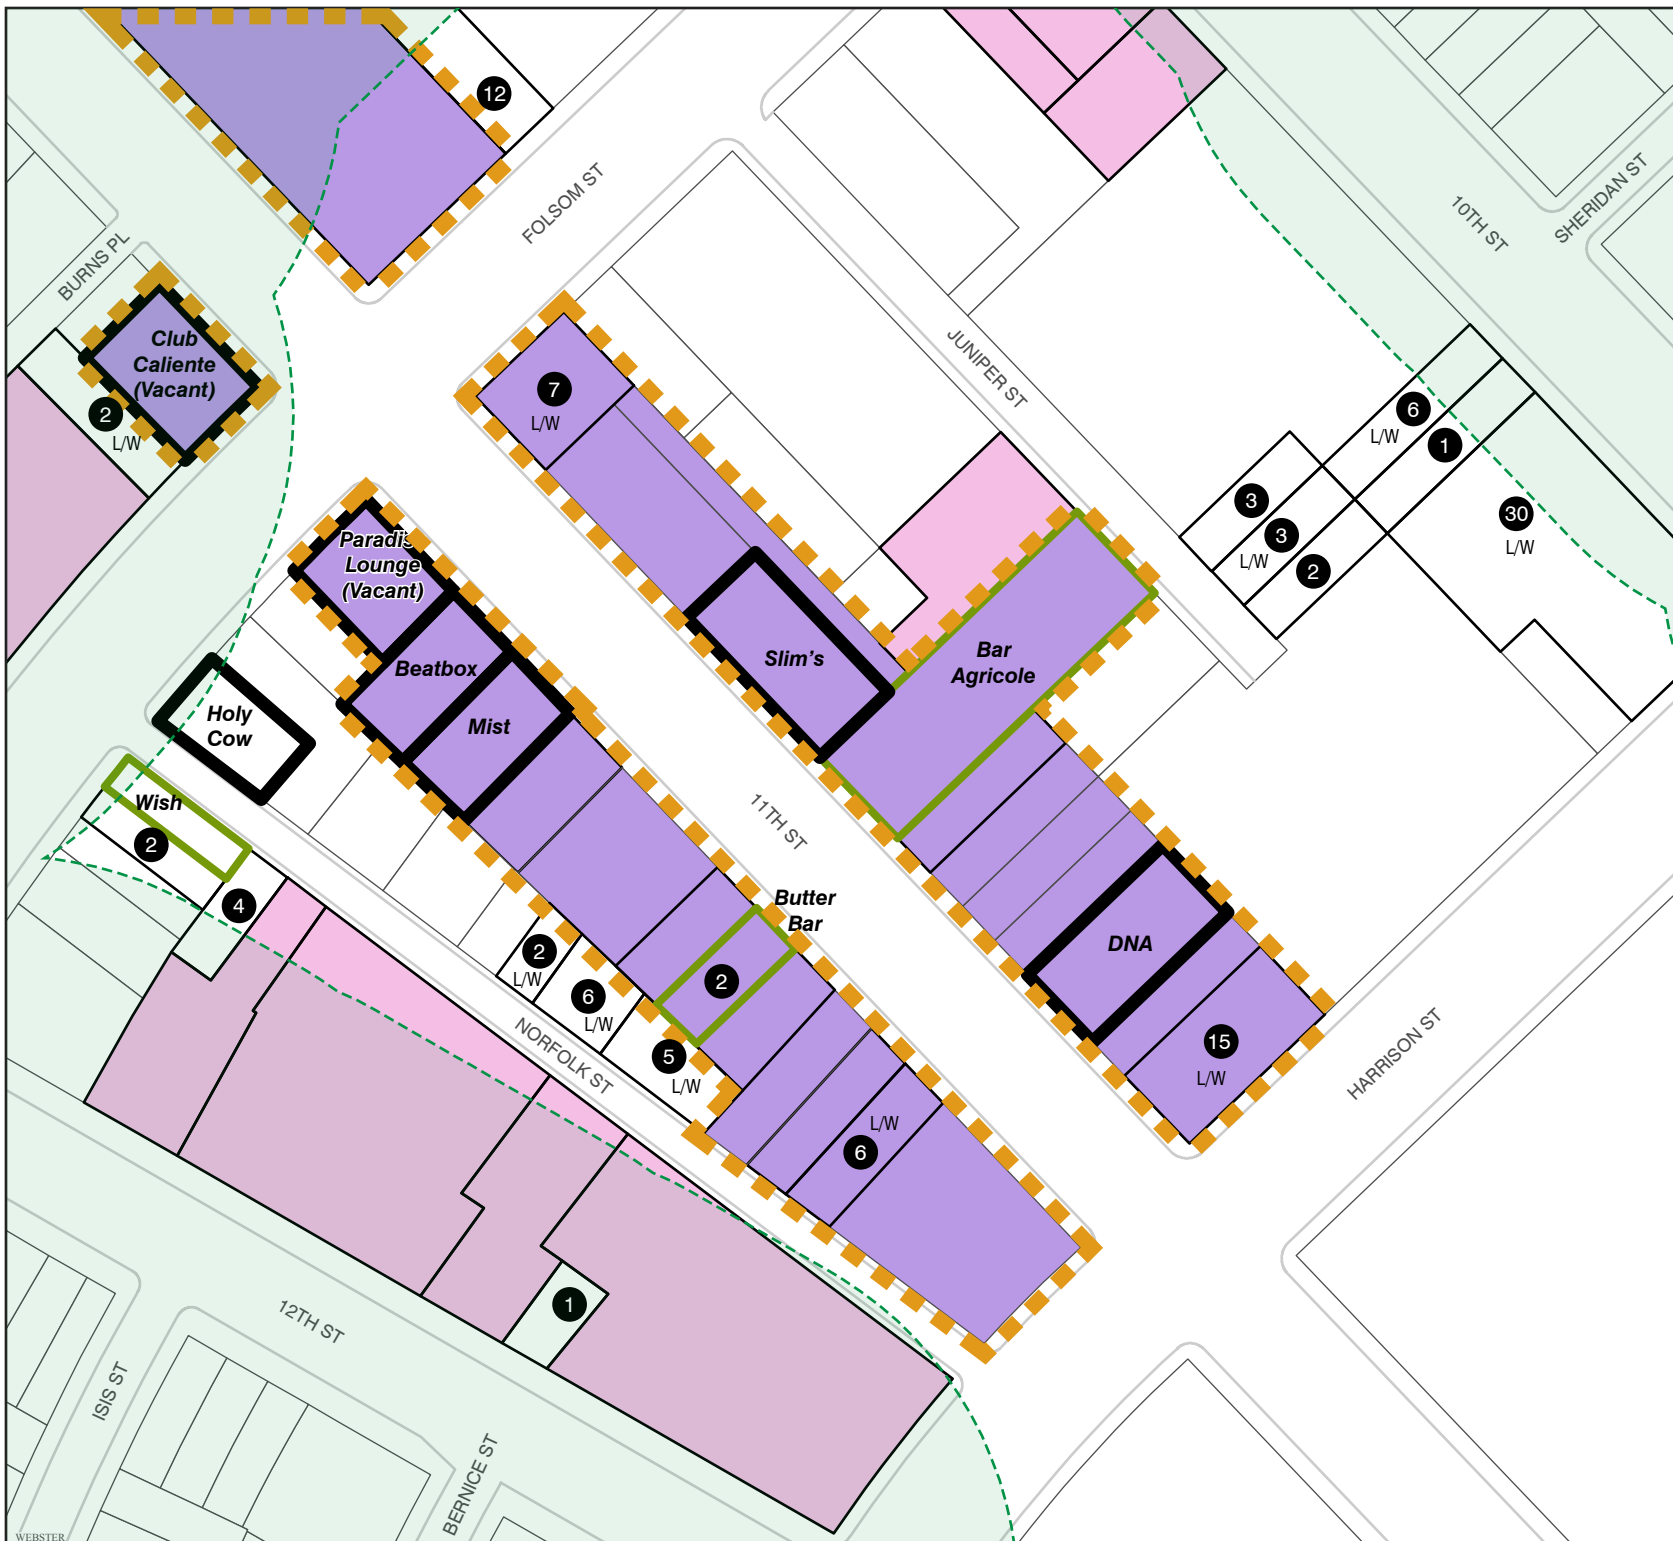 12
FOLSOM ST
10TH ST
SHERIDAN ST
BURNS PL
Club
Caliente
(Vacant)
2
L/W
7
L/W
JUNIPER ST
6
L/W
1
3
3
L/W
2
30
L/W
Paradis
Lounge
(Vacant)
Beatbox
Mist
Slim's
Bar
Agricole
Holy
Cow
Wish
2
4
11TH ST
Butter
Bar
2
DNA
2
L/W
6
L/W
5
L/W
NORFOLK ST
15
L/W
HARRISON ST
L/W
6
1
12TH ST
ISIS ST
BERNICE ST
WEBSTER